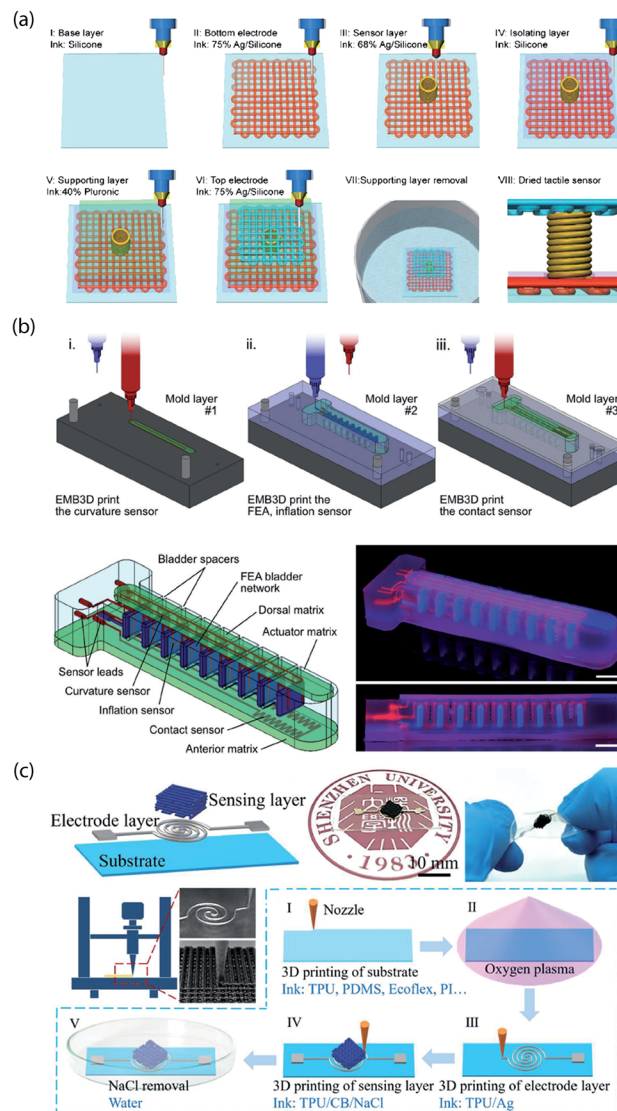 (a)
I: Base layer
Ink: Silicone
II: Bottom electrode
Ink: 75% Ag/Silicone
III: Sensor layer
Ink: 68% Ag/Silicone
IV: Isolating layer
Ink: Silicone
V: Supporting layer
Ink:40% Pluronic
VI: Top electrode
Ink: 75% Ag/Silicone
VII:Supporting layer removal
VIII: Dried tactile sensor
(b)
i.
Mold layer
#1
EMB3D print
the curvature sensor
ii.
Mold layer
#2
EMB3D print the
FEA, inflation sensor
iii.
Mold layer
#3
EMB3D print
the contact sensor
Bladder spacers
FEA bladder
network
Dorsal matrix
Actuator matrix
Sensor leads
Curvature sensor
Inflation sensor
Contact sensor
Anterior matrix
(c)
Sensing layer
Electrode layer
Substrate
SHENZHEN UNIVERSITY
1983
10 mm
I
Nozzle
3D printing of substrate
Ink: TPU, PDMS, Ecoflex, PI...
II
Oxygen plasma
V
NaCl removal
Water
IV
3D printing of sensing layer
Ink: TPU/CB/NaCl
III
3D printing of electrode layer
Ink: TPU/Ag